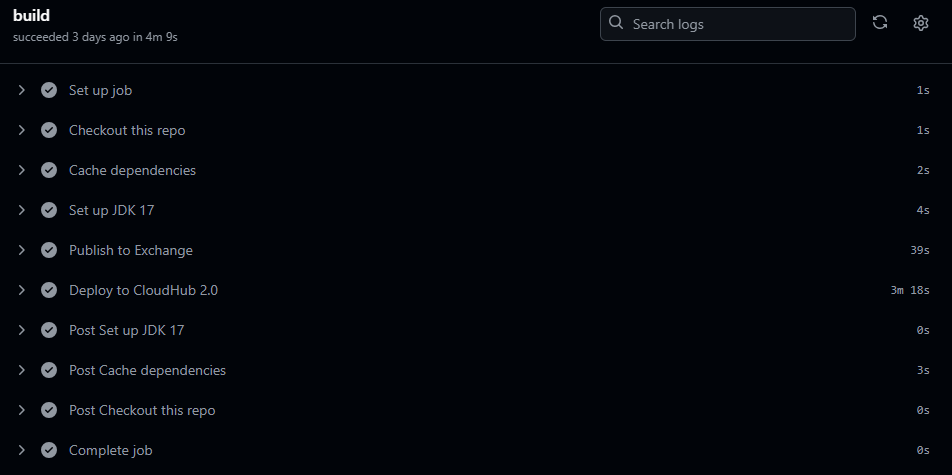 build
succeeded 3 days ago in 4m 9s
Search logs
Set up job 1s
Checkout this repo 1s
Cache dependencies 2s
Set up JDK 17 4s
Publish to Exchange 39s
Deploy to CloudHub 2.0 3m 18s
Post Set up JDK 17 0s
Post Cache dependencies 3s
Post Checkout this repo 0s
Complete job 0s